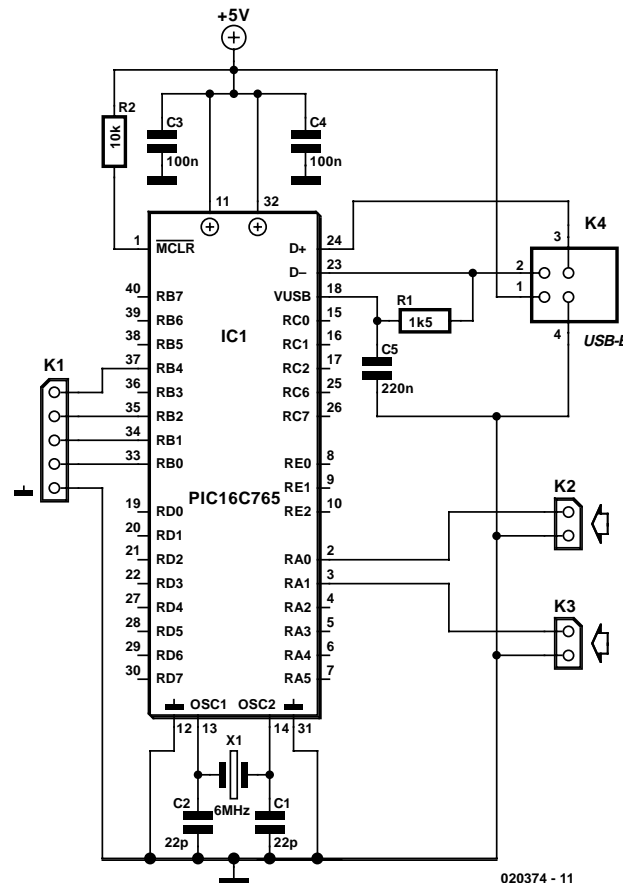 +5V
R2
10k
C3
100n
C4
100n
11
32
1
MCLR
D+
24
D–
23
VUSB
18
3
K4
2
1
4
USB-B
R1
1k5
C5
220n
IC1
PIC16C765
40
RB7
39
RB6
38
RB5
37
RB4
36
RB3
35
RB2
34
RB1
33
RB0
K1
19
RD0
20
RD1
21
RD2
22
RD3
27
RD4
28
RD5
29
RD6
30
RD7
RC0
15
RC1
16
RC2
17
RC6
25
RC7
26
RE0
8
RE1
9
RE2
10
RA0
2
RA1
3
RA2
4
RA3
5
RA4
6
RA5
7
K2
K3
OSC1
OSC2
12
13
14
31
X1
6MHz
C2
22p
C1
22p
020374 - 11